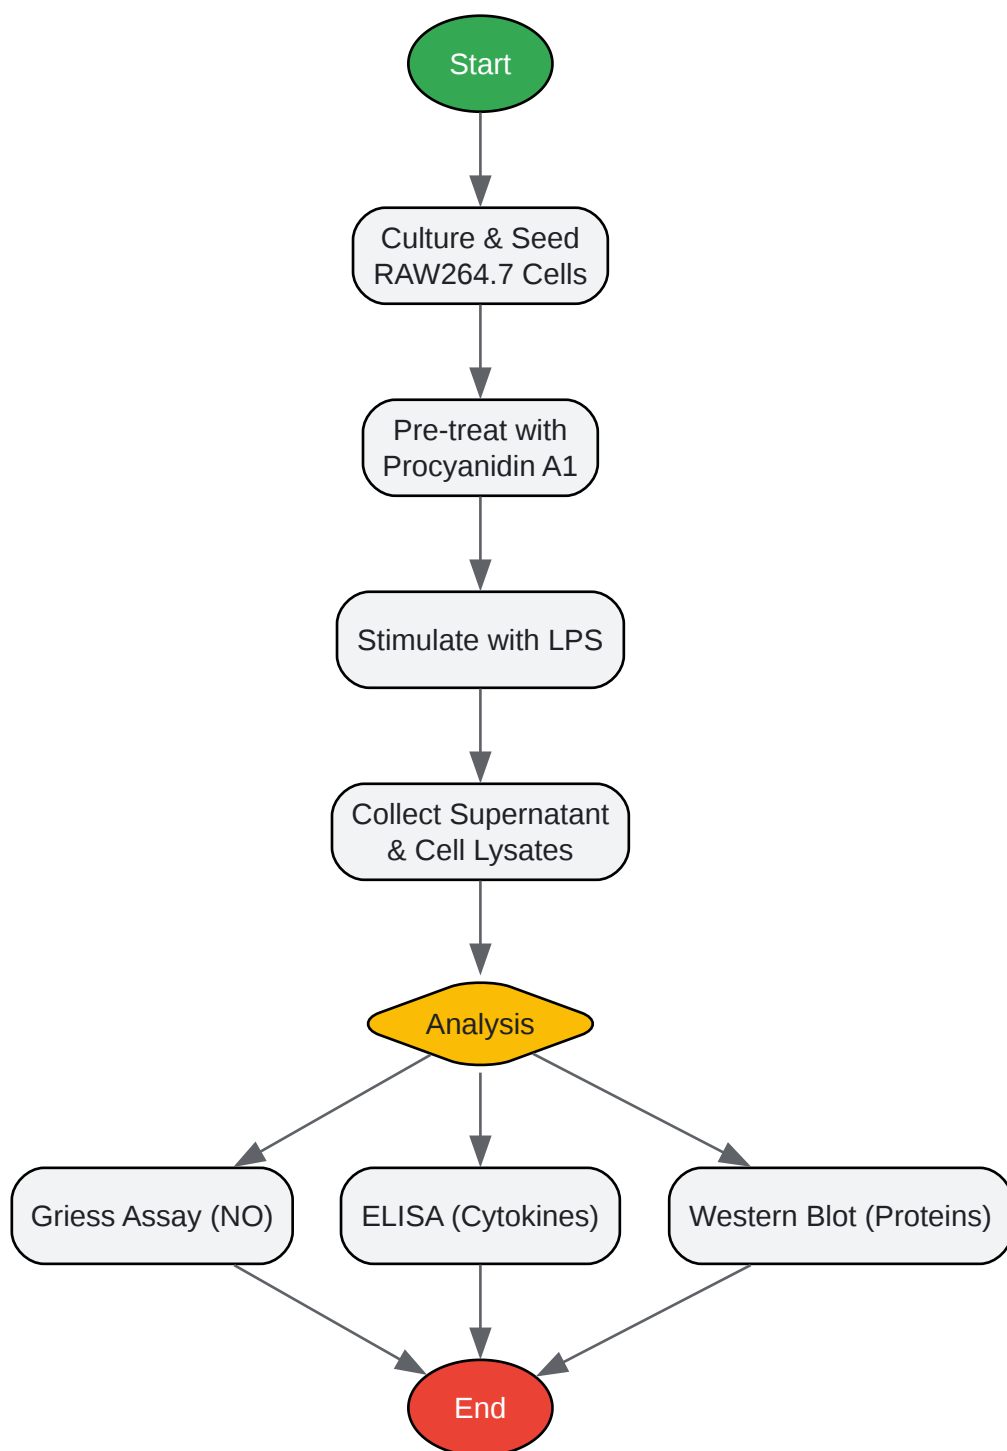 Start
Culture & Seed
RAW264.7 Cells
Pre-treat with
Procyanidin A1
Stimulate with LPS
Collect Supernatant
& Cell Lysates
Analysis
Griess Assay (NO)
ELISA (Cytokines)
Western Blot (Proteins)
End